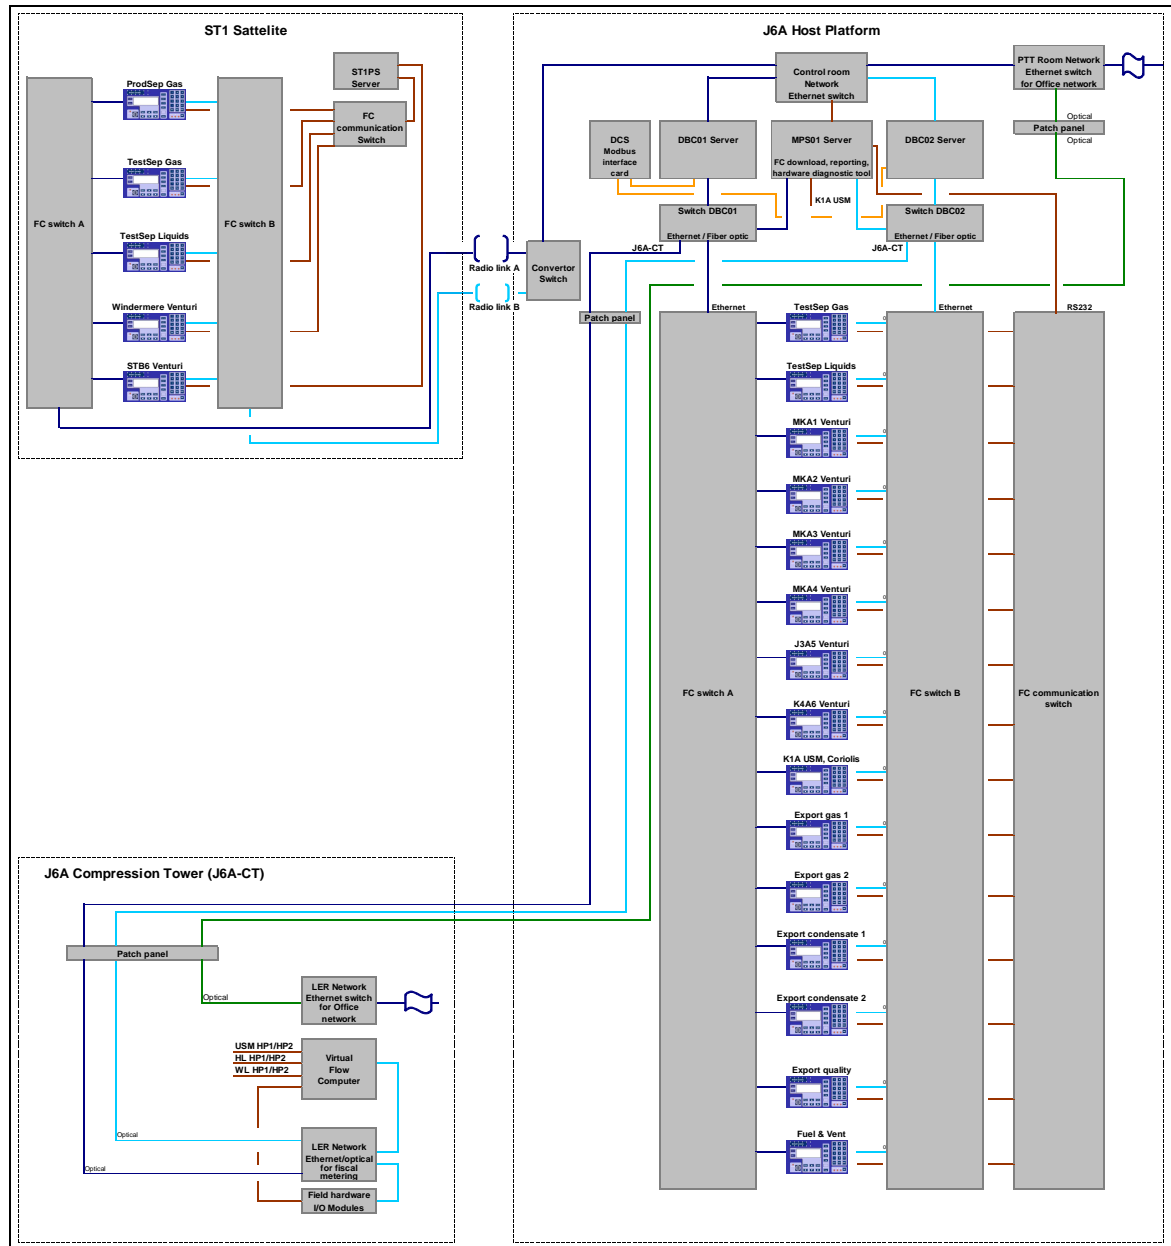 ST1 Sattelite
ProdSep Gas
ST1PS
Server
FC
communication
Switch
TestSep Gas
FC switch A
FC switch B
TestSep Liquids
Windermere Venturi
STB6 Venturi
Radio link A
Radio link B
J6A Host Platform
Control room
Network
Ethernet switch
PTT Room Network
Ethernet switch
for Office network
Optical
Patch panel
Optical
DCS
Modbus
interface
card
DBC01 Server
MPS01 Server
FC download, reporting,
hardware diagnostic tool
DBC02 Server
K1A USM
Switch DBC01
Ethernet / Fiber optic
Switch DBC02
Ethernet / Fiber optic
J6A-CT
J6A-CT
Convertor
Switch
Patch panel
Ethernet
TestSep Gas
Ethernet
RS232
TestSep Liquids
MKA1 Venturi
MKA2 Venturi
MKA3 Venturi
MKA4 Venturi
J3A5 Venturi
FC switch A
FC switch B
FC communication
switch
K4A6 Venturi
K1A USM, Coriolis
Export gas 1
Export gas 2
Export condensate 1
Export condensate 2
Export quality
Fuel & Vent
J6A Compression Tower (J6A-CT)
Patch panel
Optical
LER Network
Ethernet switch
for Office
network
USM HP1/HP2
HL HP1/HP2
WL HP1/HP2
Virtual
Flow
Computer
Optical
LER Network
Ethernet/optical
for fiscal
metering
Optical
Field hardware
I/O Modules